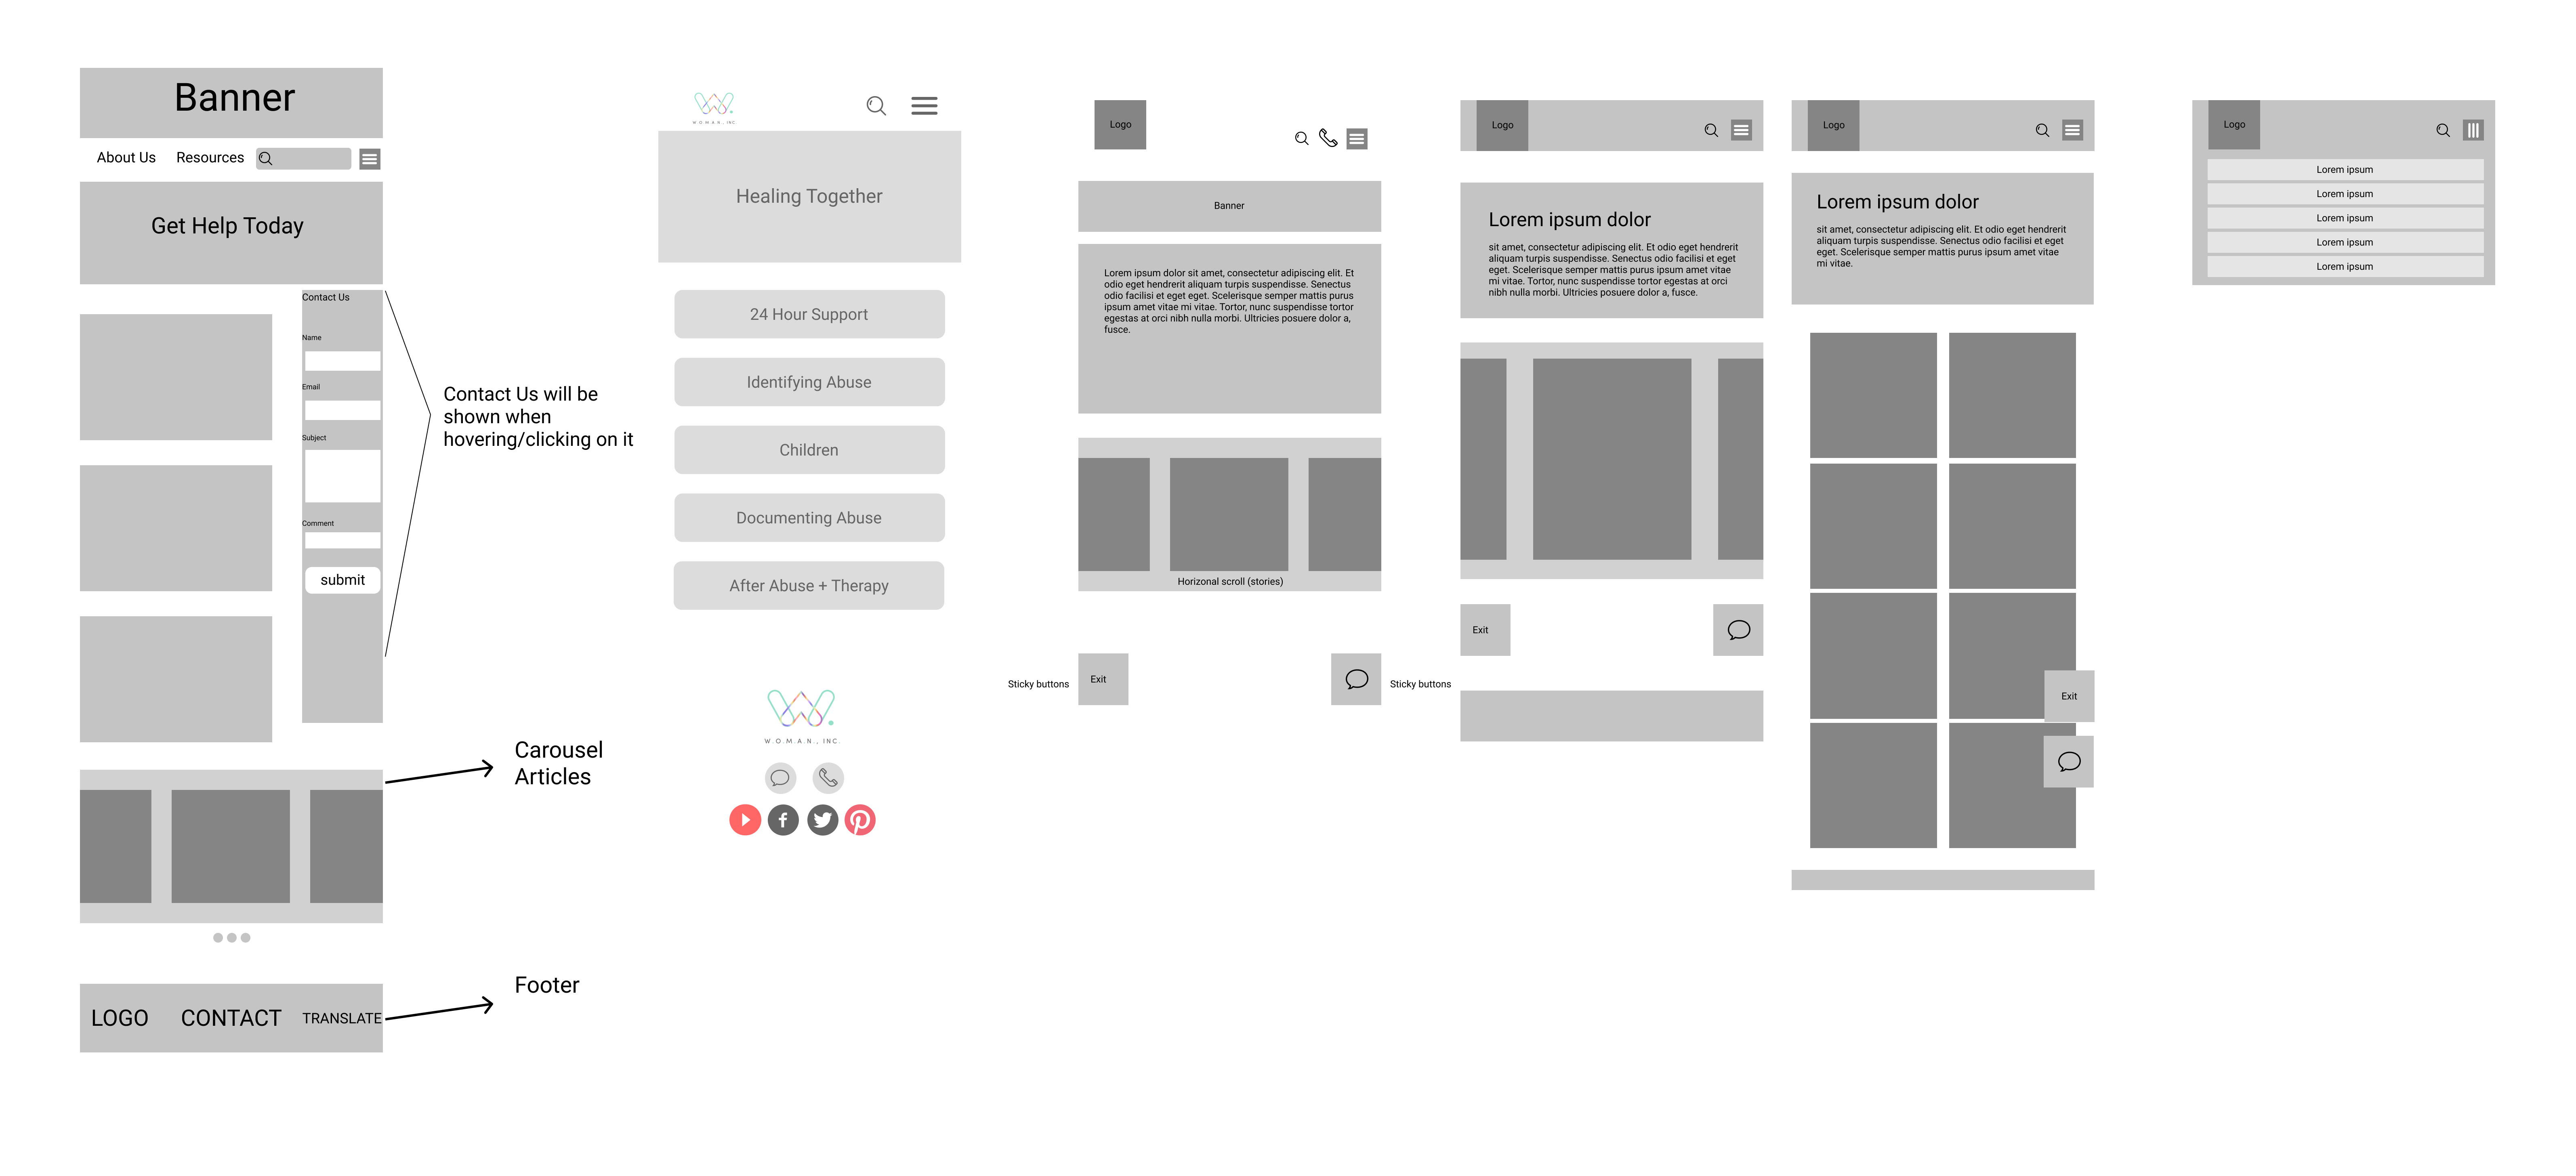 Banner
About Us
Resources
Get Help Today
Contact Us
Name
Email
Subject
Comment
submit
Contact Us will be
shown when
hovering/clicking on it
Carousel
Articles
LOGO
CONTACT
TRANSLATE
Footer
W.O.M.A.N., INC
Healing Together
24 Hour Support
Identifying Abuse
Children
Documenting Abuse
After Abuse + Therapy
W.O.M.A.N., INC.
Logo
Banner
Lorem ipsum dolor sit amet, consectetur adipiscing elit. Et
odio eget hendrerit aliquam turpis suspendisse. Senectus
odio facilisi et eget eget. Scelerisque semper mattis purus
ipsum amet vitae mi vitae. Tortor, nunc suspendisse tortor
egestas at orci nibh nulla morbi. Ultricies posuere dolor a,
fusce.
Horizonal scroll (stories)
Sticky buttons
Exit
Sticky buttons
Logo
Lorem ipsum dolor
sit amet, consectetur adipiscing elit. Et odio eget hendrerit
aliquam turpis suspendisse. Senectus odio facilisi et eget
eget. Scelerisque semper mattis purus ipsum amet vitae
mi vitae. Tortor, nunc suspendisse tortor egestas at orci
nibh nulla morbi. Ultricies posuere dolor a, fusce.
Exit
Logo
Lorem ipsum dolor
sit amet, consectetur adipiscing elit. Et odio eget hendrerit
aliquam turpis suspendisse. Senectus odio facilisi et eget
eget. Scelerisque semper mattis purus ipsum amet vitae
mi vitae.
Exit
Logo
Lorem ipsum
Lorem ipsum
Lorem ipsum
Lorem ipsum
Lorem ipsum